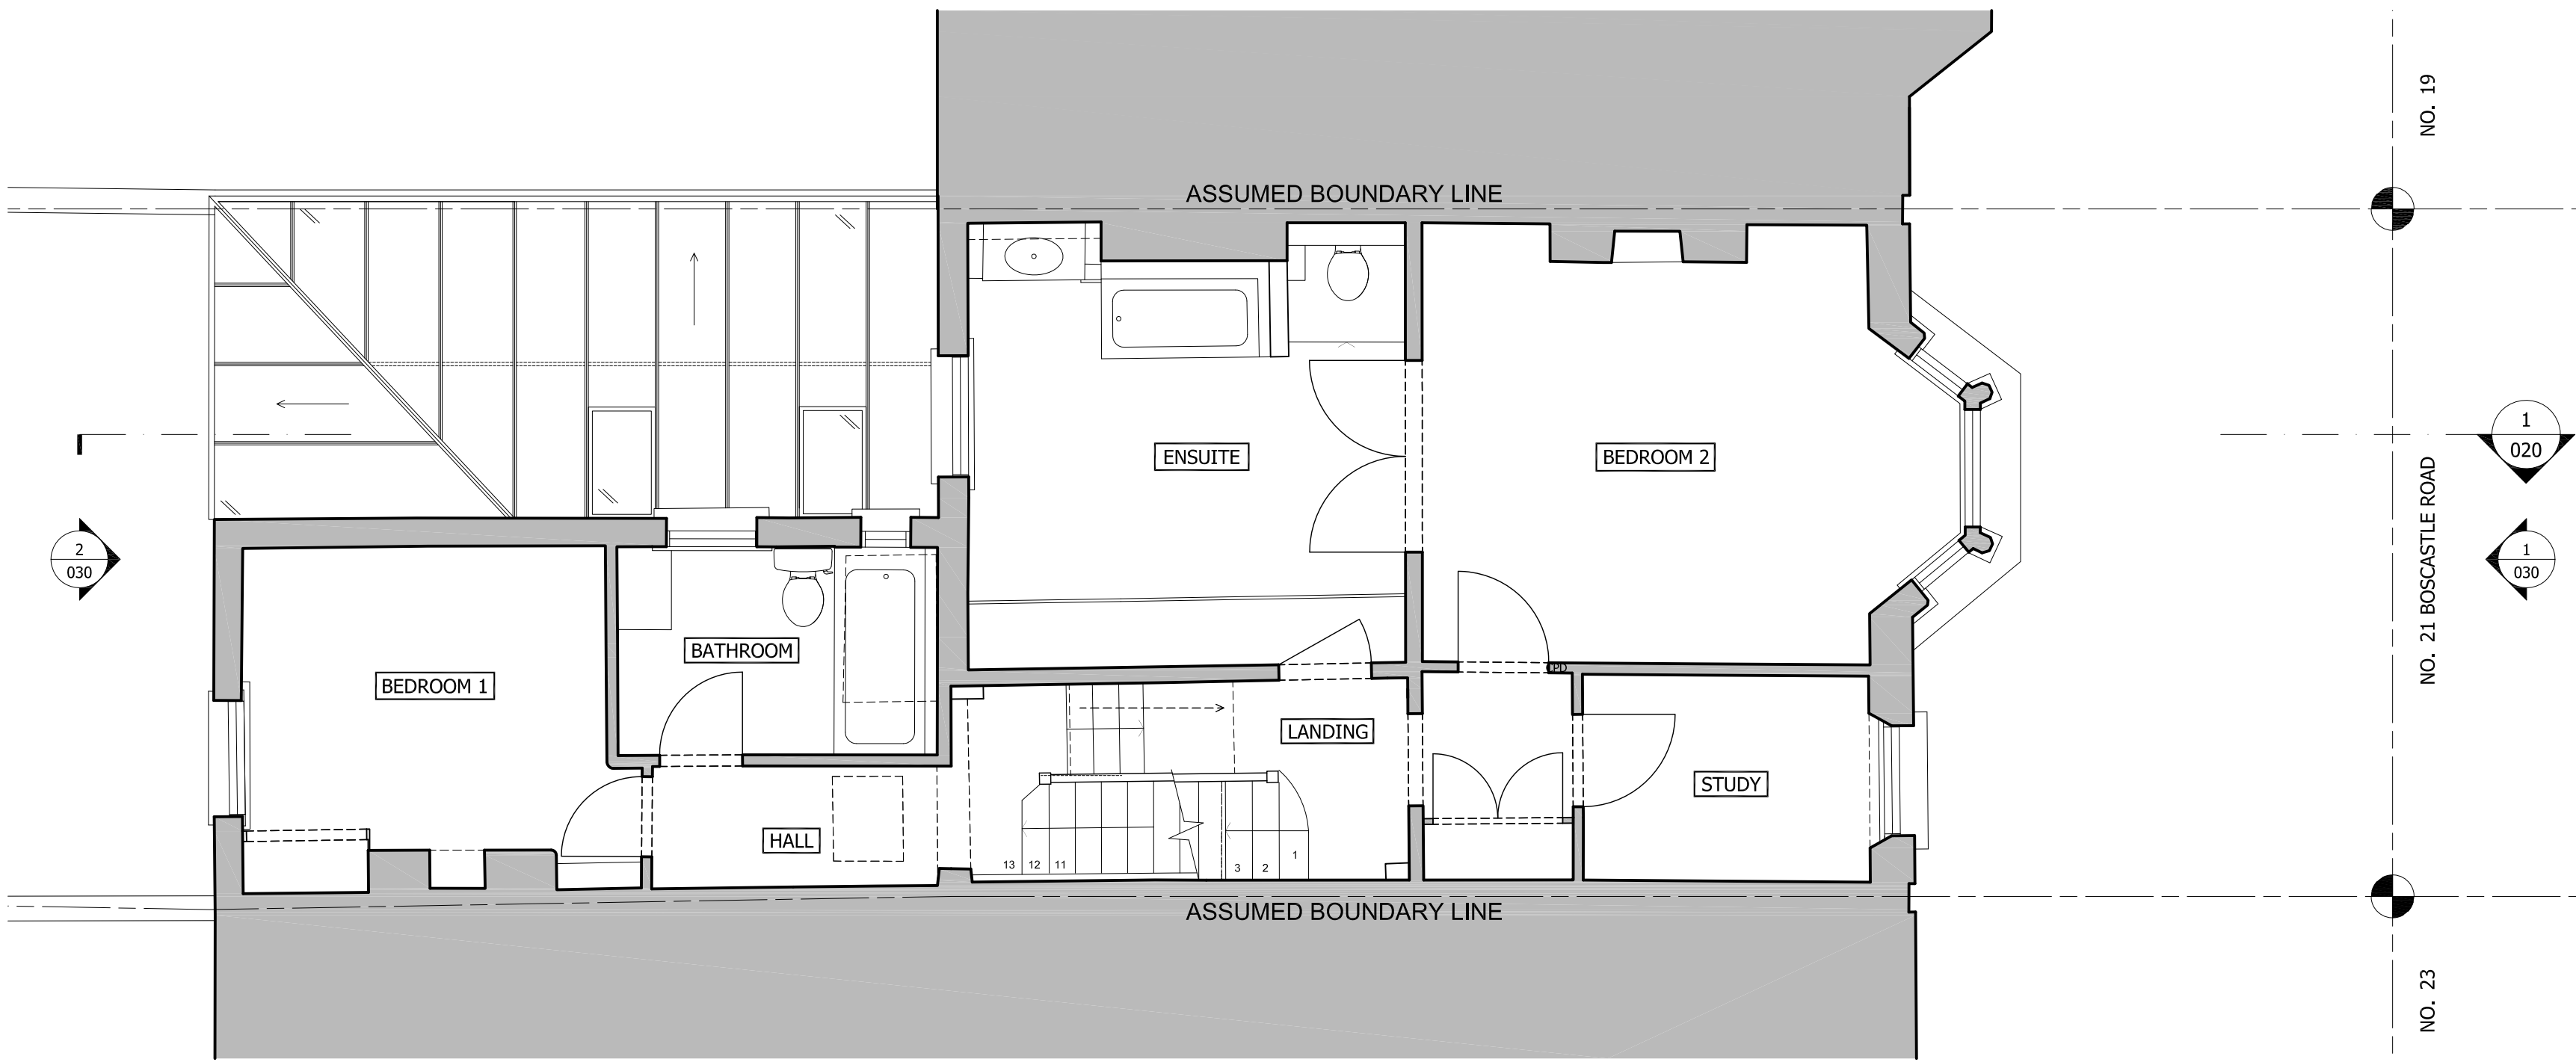 NO. 19
ASSUMED BOUNDARY LINE
1
020
ENSUITE
BEDROOM 2
NO. 21 BOSCASTLE ROAD
2
030
1
030
BATHROOM
CPD
BEDROOM 1
LANDING
STUDY
HALL
13 12 11
3 2 1
ASSUMED BOUNDARY LINE
NO. 23